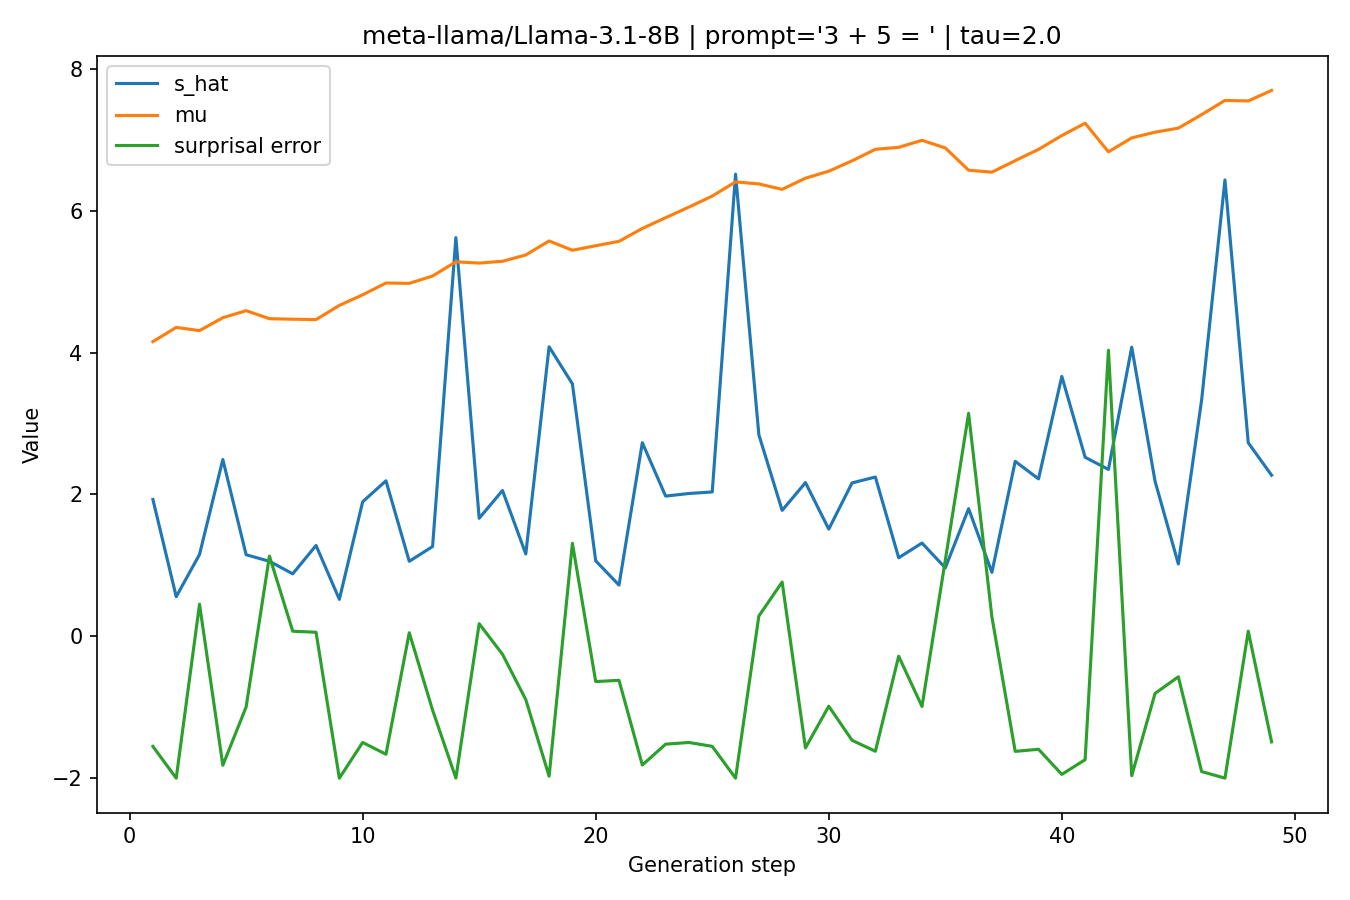 meta-llama/Llama-3.1-8B | prompt='3 + 5 = ' | tau=2.0
s_hat
mu
surprisal error
8
6
4
2
0
−2
Value
0 10 20 30 40 50
Generation step